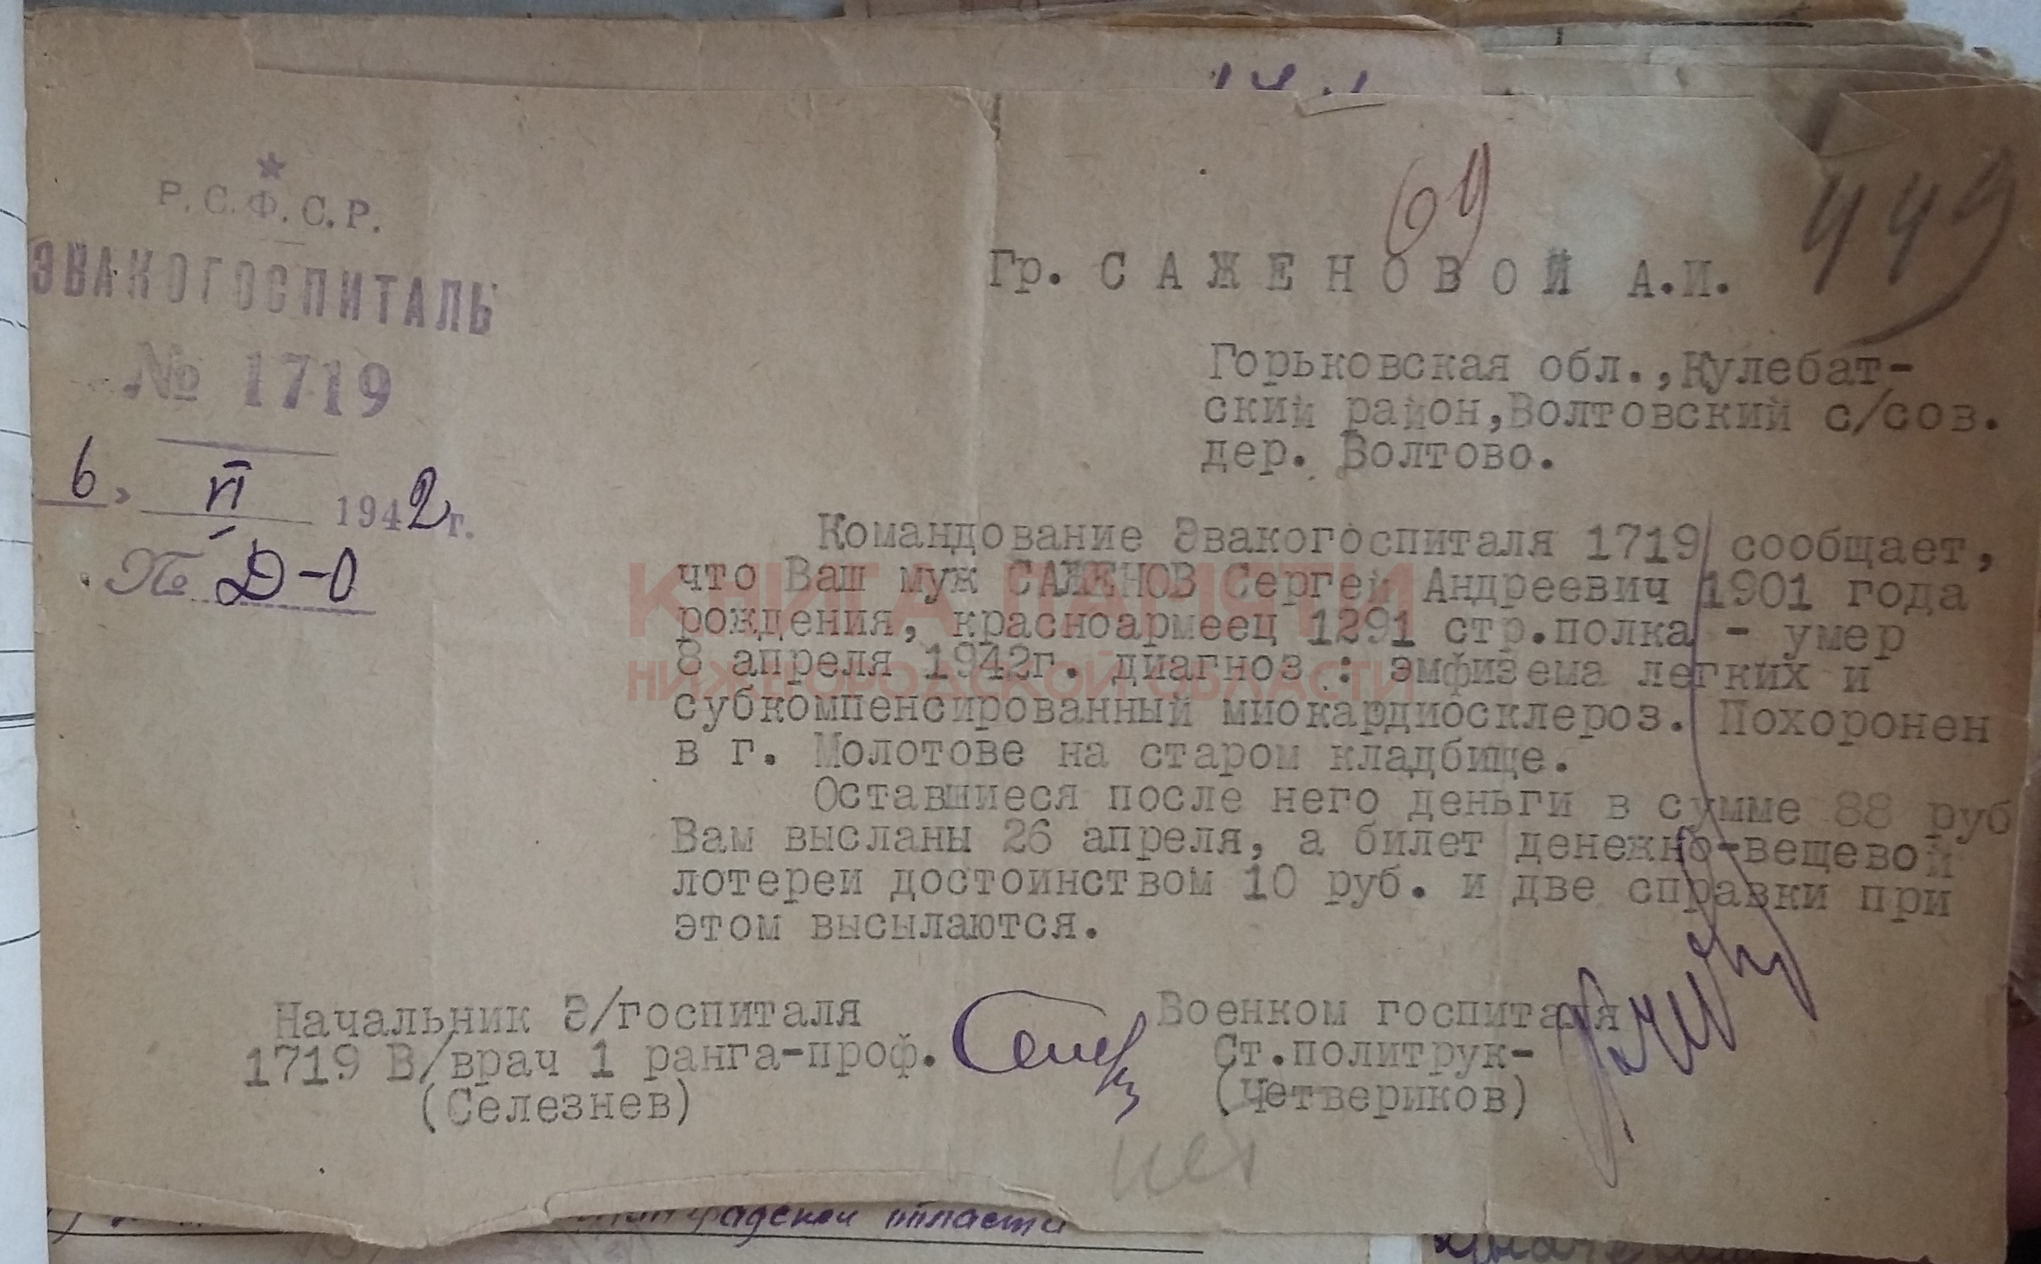 Р.С.Ф.С.Р.
ЭВАКОГОСПИТАЛЬ
№ 1719
6, VI 1942г.
№ Д-0
69
449
Гр. САЖЕНОВОЙ А.И.
Горьковская обл.,Кулебат-
ский район,Волтовский с/сов.
дер. Волтово.
Командование Эвакогоспиталя 1719 сообщает,
что Ваш муж САЖЕНОВ Сергей Андреевич 1901 года
рождения, красноармеец 1291 стр.полка - умер
8 апреля 1942г. диагноз : эмфизема легких и
субкомпенсированный миокардиосклероз. Похоронен
в г. Молотове на старом кладбище.
Оставшиеся после него деньги в сумме 88 руб
Вам высланы 26 апреля, а билет денежно-вещевой
лотереи достоинством 10 руб. и две справки при
этом высылаются.
Начальник Э/госпиталя
1719 В/врач 1 ранга-проф.
(Селезнев)
Военком госпиталя
Ст.политрук-
(Четвериков)
нет
области
КНИГА ПАМЯТИ
НИЖЕГОРОДСКОЙ ОБЛАСТИ